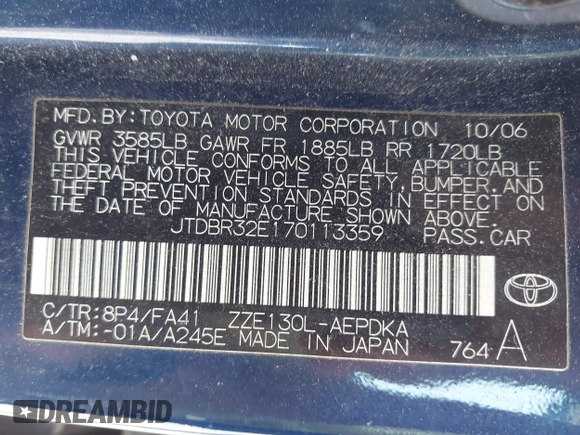 MFD.BY:TOYOTA MOTOR CORPORATION 10/06
GVWR 3585LB GAWR FR 1885LB RR 1720LB
THIS VEHICLE CONFORMS TO ALL APPLICABLE
FEDERAL MOTOR VEHICLE SAFETY, BUMPER, AND
THEFT PREVENTION STANDARDS IN EFFECT ON
THE DATE OF MANUFACTURE SHOWN ABOVE.
JTDBR32E170113359 PASS.CAR
C/TR:8P4/FA41 ZZE130L-AEPDKA
A/TM:-01A/A245E MADE IN JAPAN 764 A
DREAMBID